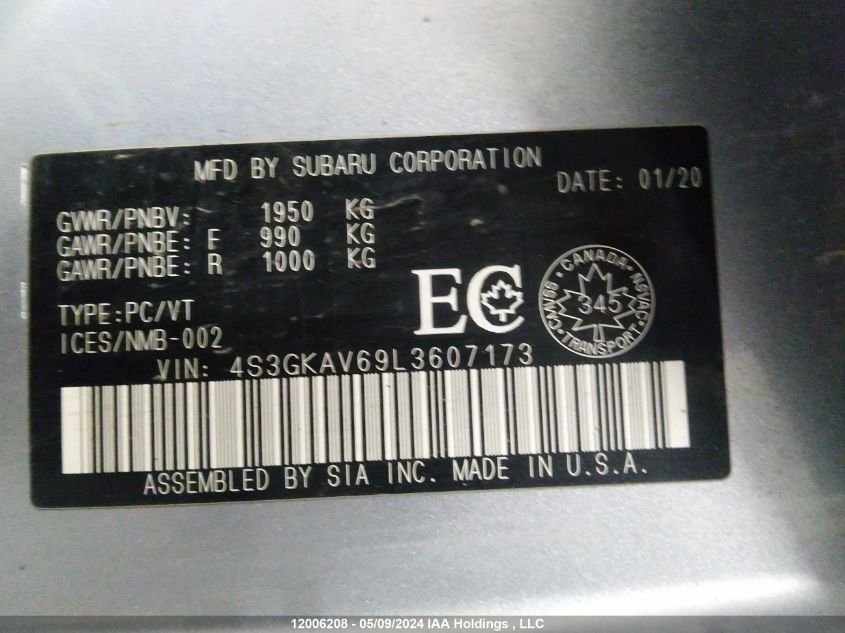 MFD BY SUBARU CORPORATION
DATE: 01/20
GVWR/PNBV: 1950 KG
GAWR/PNBE: F 990 KG
GAWR/PNBE: R 1000 KG
TYPE:PC/VT
ICES/NMB-002
EC
CANADA
CMVSS NSVAC
345
TRANSPORT
VIN: 4S3GKAV69L3607173
ASSEMBLED BY SIA INC. MADE IN U.S.A.
12006208 - 05/09/2024 IAA Holdings , LLC